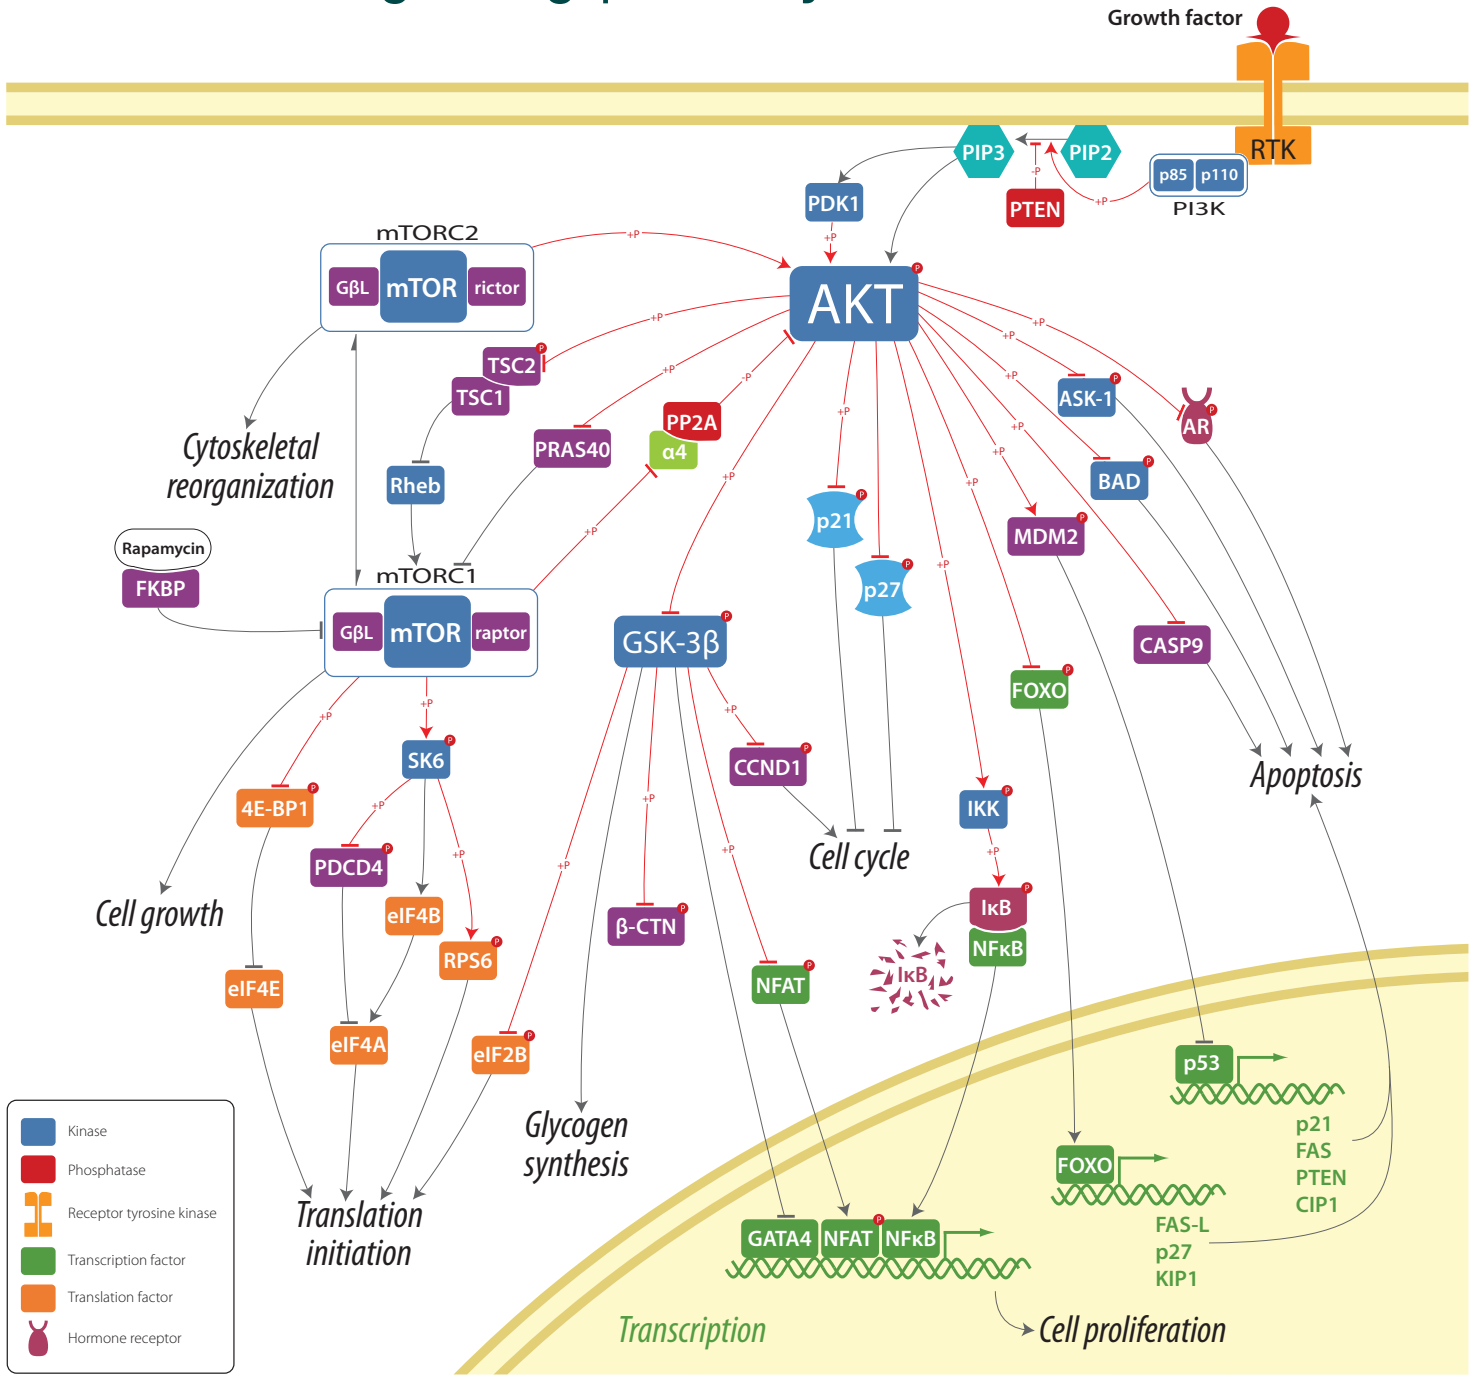 Growth factor
RTK
PIP3
PIP2
p85
p110
PI3K
-P
+P
PTEN
PDK1
+P
mTORC2
GβL
mTOR
rictor
+P
AKT
P
+P
+P
-P
+P
+P
+P
TSC2
P
TSC1
PP2A
α4
PRAS40
ASK-1
P
AR
P
+P
+P
+P
Cytoskeletal
reorganization
Rheb
BAD
P
p21
P
+P
+P
+P
MDM2
P
Rapamycin
FKBP
mTORC1
GβL
mTOR
raptor
+P
p27
P
GSK-3β
P
CASP9
FOXO
P
+P
+P
+P
SK6
P
CCND1
P
Apoptosis
4E-BP1
P
+P
+P
+P
+P
+P
IKK
P
+P
Cell cycle
PDCD4
P
Cell growth
eIF4B
RPS6
P
β-CTN
P
IκB
P
NFκB
IκB
eIF4E
NFAT
P
eIF4A
eIF2B
P
p53
p21
FAS
PTEN
CIP1
Glycogen
synthesis
FOXO
FAS-L
p27
KIP1
Translation
initiation
GATA4
NFAT
P
NFκB
Transcription
Cell proliferation
Kinase
Phosphatase
Receptor tyrosine kinase
Transcription factor
Translation factor
Hormone receptor